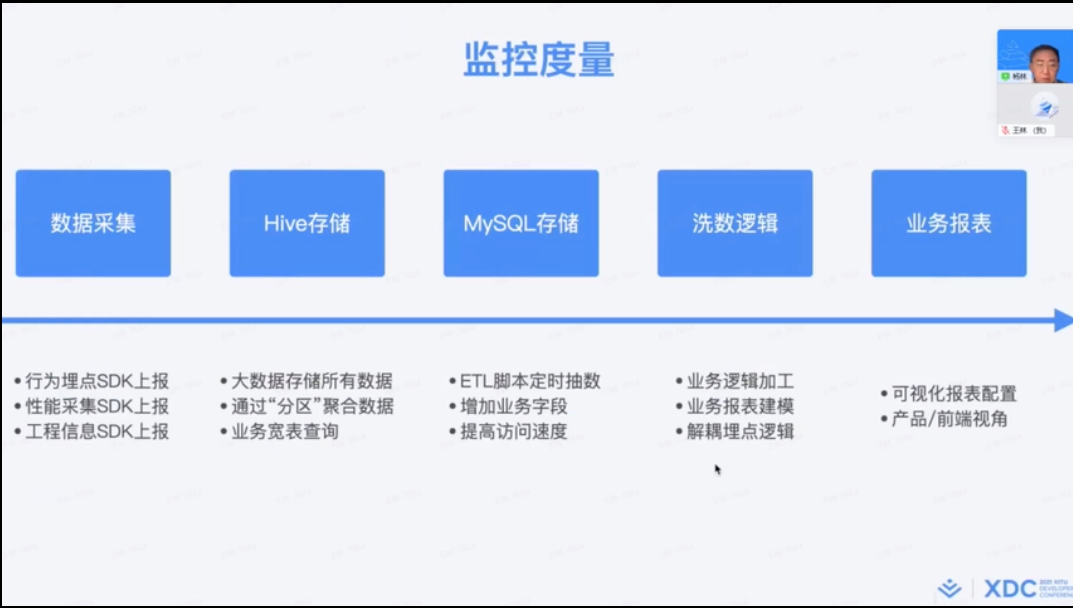 监控度量
杨林
王林 (我)
数据采集
Hive存储
MySQL存储
洗数逻辑
业务报表
•行为埋点SDK上报
•性能采集SDK上报
•工程信息SDK上报
•大数据存储所有数据
•通过“分区”聚合数据
•业务宽表查询
•ETL脚本定时抽数
•增加业务字段
•提高访问速度
•业务逻辑加工
•业务报表建模
•解耦埋点逻辑
•可视化报表配置
•产品/前端视角
XDC